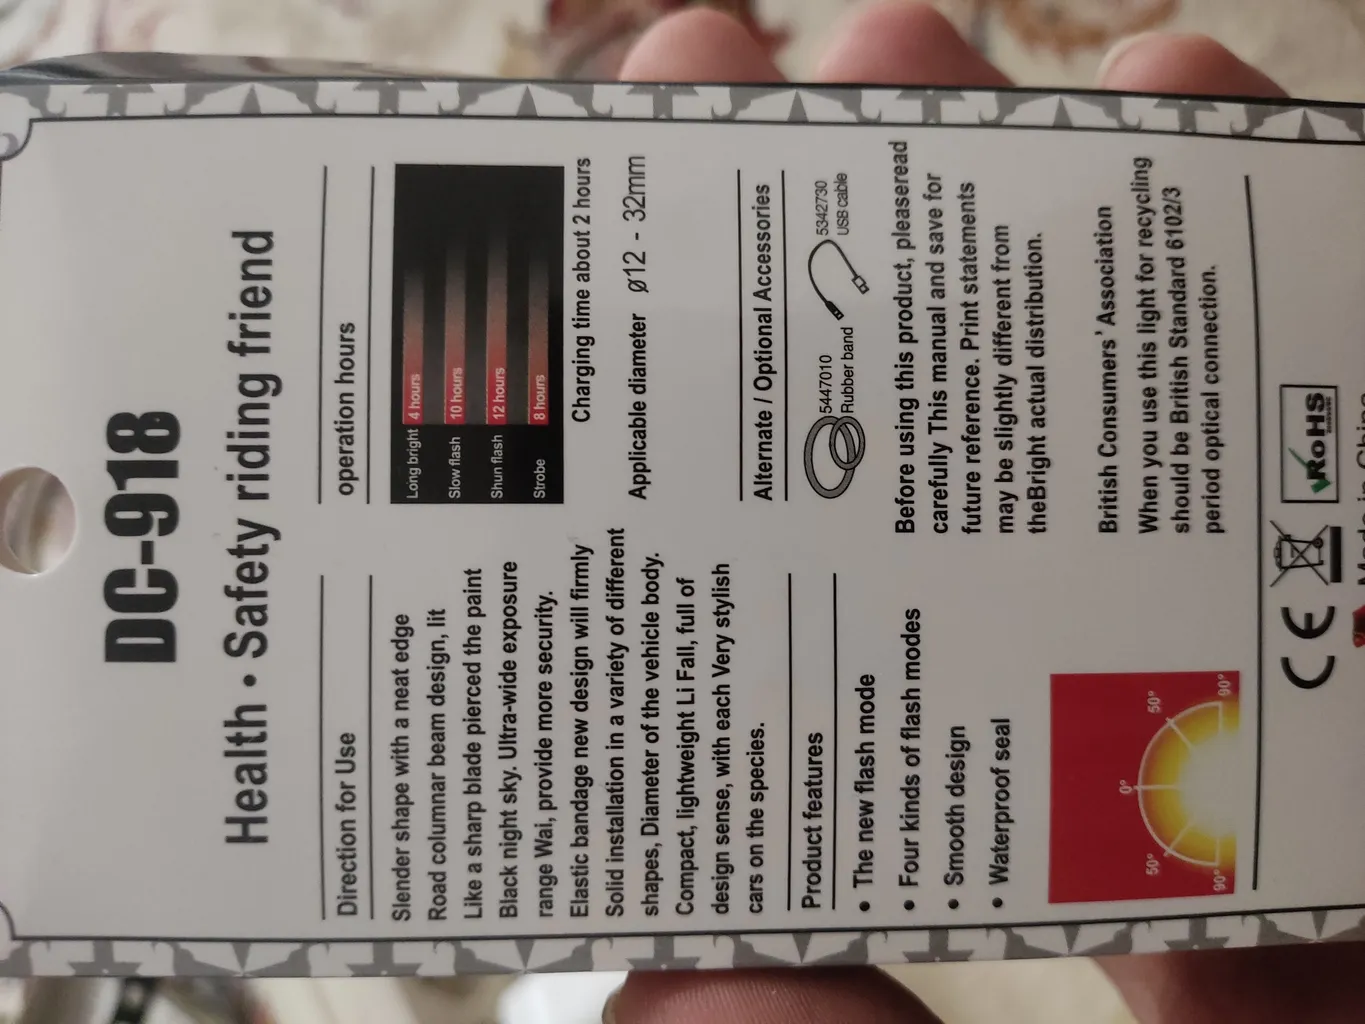 DC-918
Health • Safety riding friend
Direction for Use
Slender shape with a neat edge
Road columnar beam design, lit
Like a sharp blade pierced the paint
Black night sky. Ultra-wide exposure
range Wai, provide more security.
Elastic bandage new design will firmly
Solid installation in a variety of different
shapes, Diameter of the vehicle body.
Compact, lightweight Li Fall, full of
design sense, with each Very stylish
cars on the species.
Product features
• The new flash mode
• Four kinds of flash modes
• Smooth design
• Waterproof seal
90° 50° 0° 50° 90°
operation hours
Long bright 4 hours
Slow flash 10 hours
Shun flash 12 hours
Strobe 8 hours
Charging time about 2 hours
Applicable diameter ø12 - 32mm
Alternate / Optional Accessories
5447010
Rubber band
5342730
USB cable
Before using this product, pleaseread
carefully This manual and save for
future reference. Print statements
may be slightly different from
theBright actual distribution.
British Consumers' Association
When you use this light for recycling
should be British Standard 6102/3
period optical connection.
CE
RoHS
Made in China